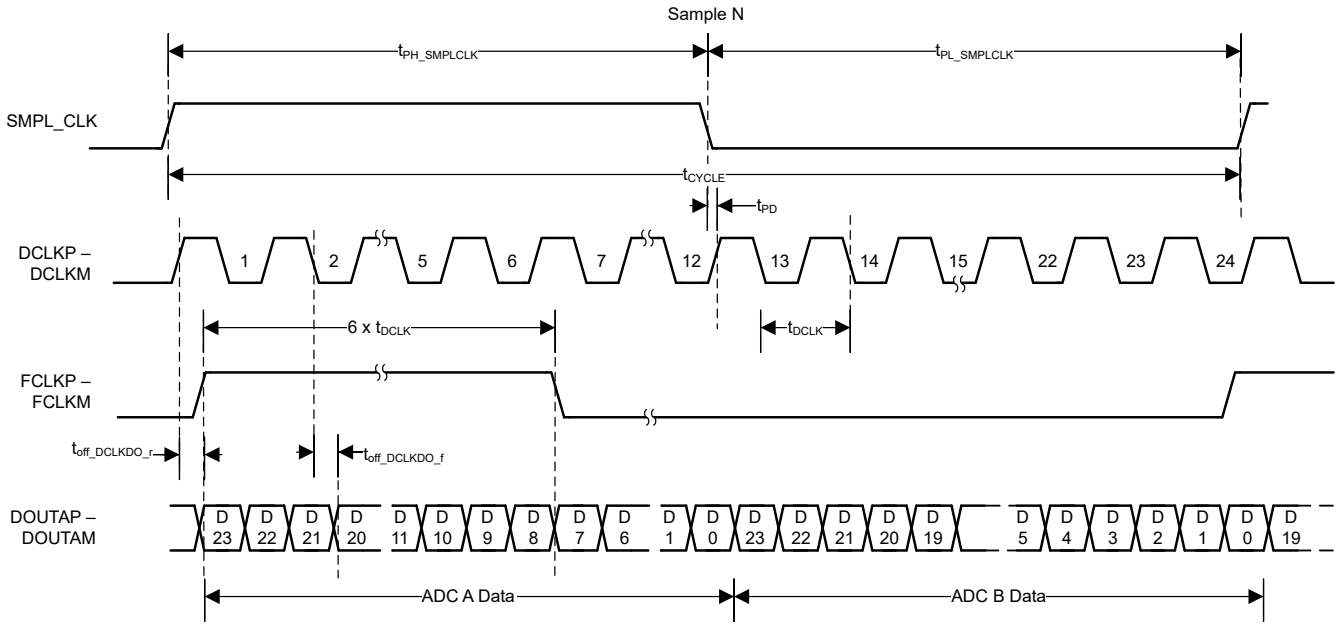 Sample N
tPH_SMPLCLK
tPL_SMPLCLK
SMPL_CLK
tCYCLE
tPD
DCLKP –
DCLKM
1 2 5 6 7 12 13 14 15 22 23 24
6 x tDCLK
tDCLK
FCLKP –
FCLKM
toff_DCLKDO_r
toff_DCLKDO_f
DOUTAP –
DOUTAM
D D D D D D D D D D D D D D D D D D D D D D D D
23 22 21 20 11 10 9 8 7 6 1 0 23 22 21 20 19 5 4 3 2 1 0 19
ADC A Data
ADC B Data